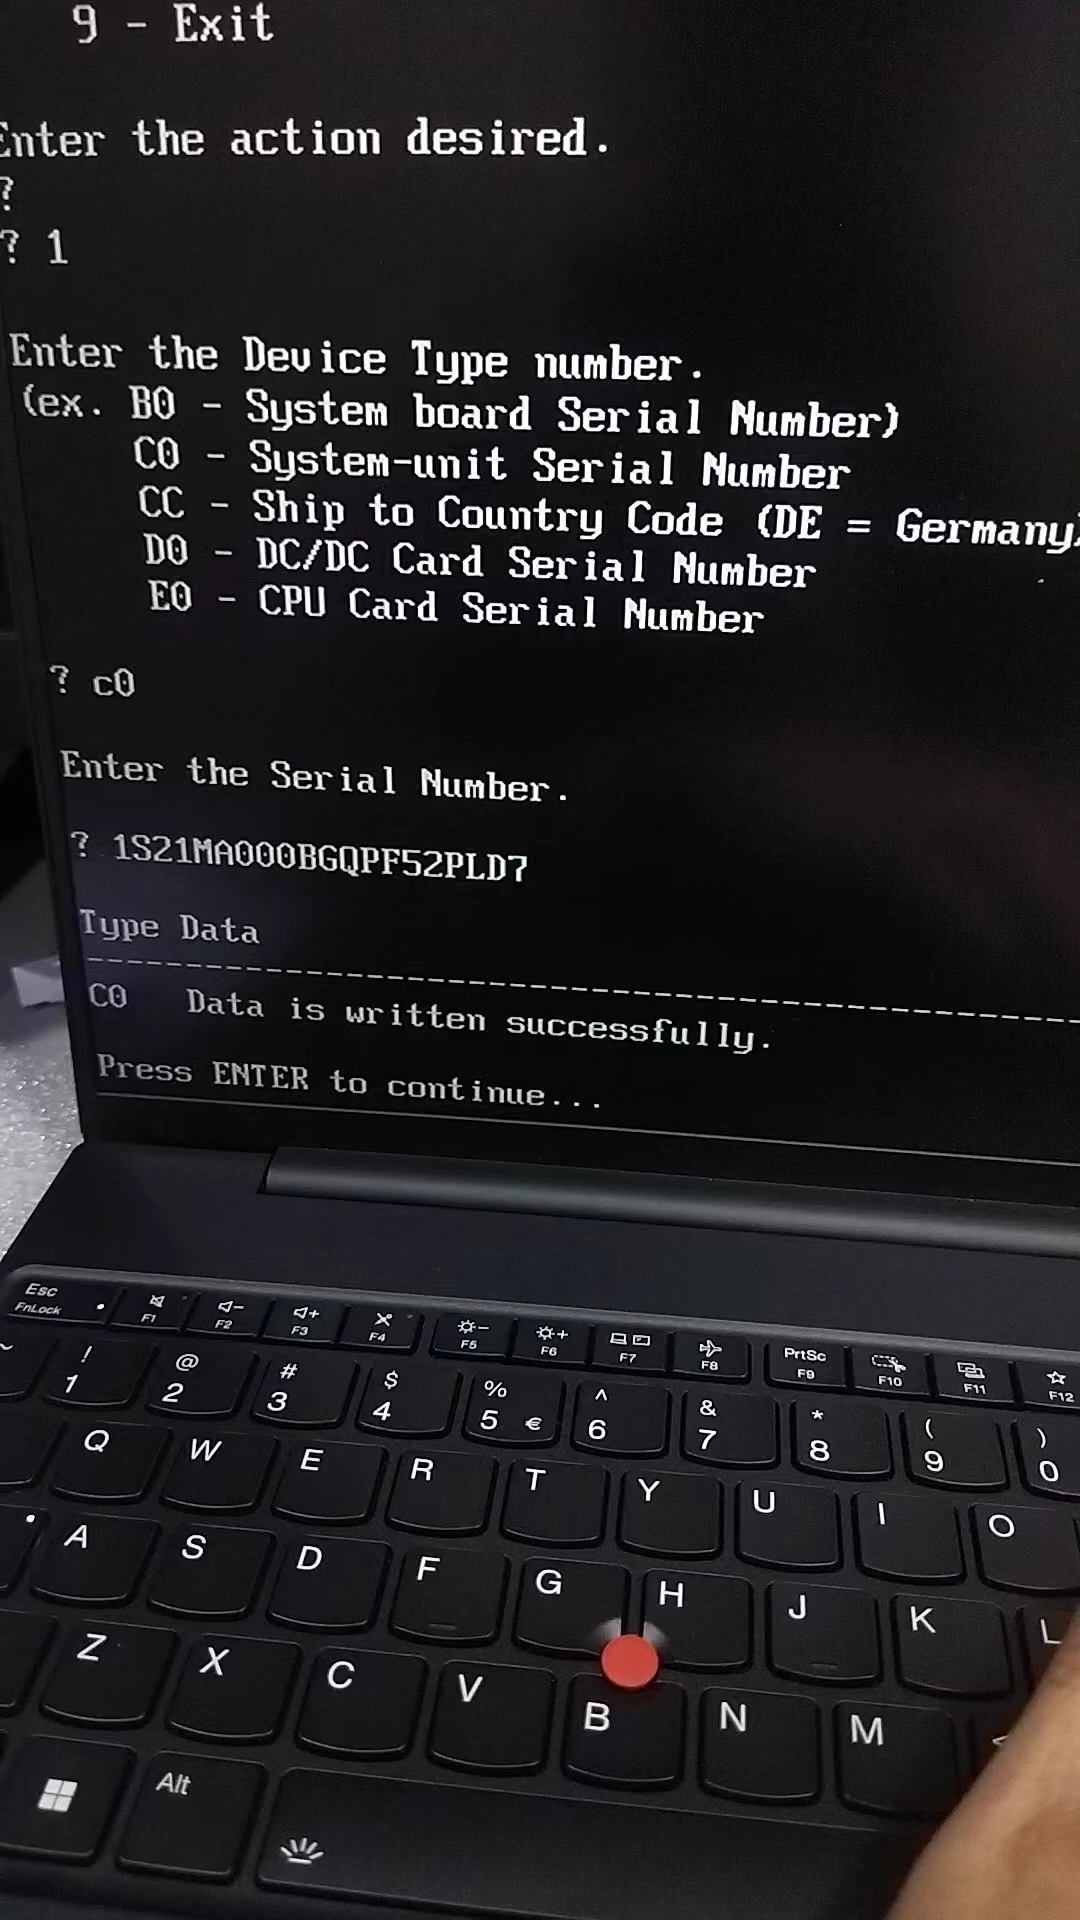 9 - Exit
Enter the action desired.
?
? 1
Enter the Device Type number.
(ex. B0 - System board Serial Number)
C0 - System-unit Serial Number
CC - Ship to Country Code (DE = Germany)
D0 - DC/DC Card Serial Number
E0 - CPU Card Serial Number
? c0
Enter the Serial Number.
? 1S21MA000BGQPF52PLD7
Type Data
C0 Data is written successfully.
Press ENTER to continue...
Esc
FnLock
F1
F2
F3
F4
F5
F6
F7
F8
PrtSc
F9
F10
F11
F12
! @ # $ % ^ & * ( )
1 2 3 4 5 € 6 7 8 9 0
Q W E R T Y U I O
A S D F G H J K L
Z X C V B N M <
Alt